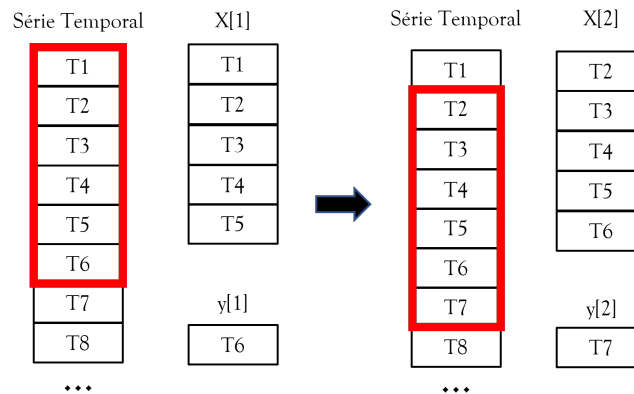 Série Temporal
T1
T2
T3
T4
T5
T6
T7
T8
...
X[1]
T1
T2
T3
T4
T5
y[1]
T6
Série Temporal
T1
T2
T3
T4
T5
T6
T7
T8
...
X[2]
T2
T3
T4
T5
T6
y[2]
T7